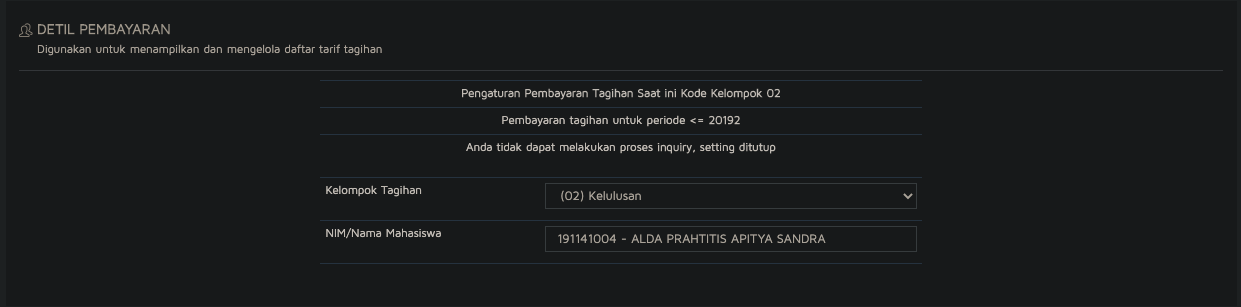 DETIL PEMBAYARAN
Digunakan untuk menampilkan dan mengelola daftar tarif tagihan
Pengaturan Pembayaran Tagihan Saat ini Kode Kelompok 02
Pembayaran tagihan untuk periode <= 20192
Anda tidak dapat melakukan proses inquiry, setting ditutup
Kelompok Tagihan
(02) Kelulusan
NIM/Nama Mahasiswa
191141004 - ALDA PRAHTITIS APITYA SANDRA